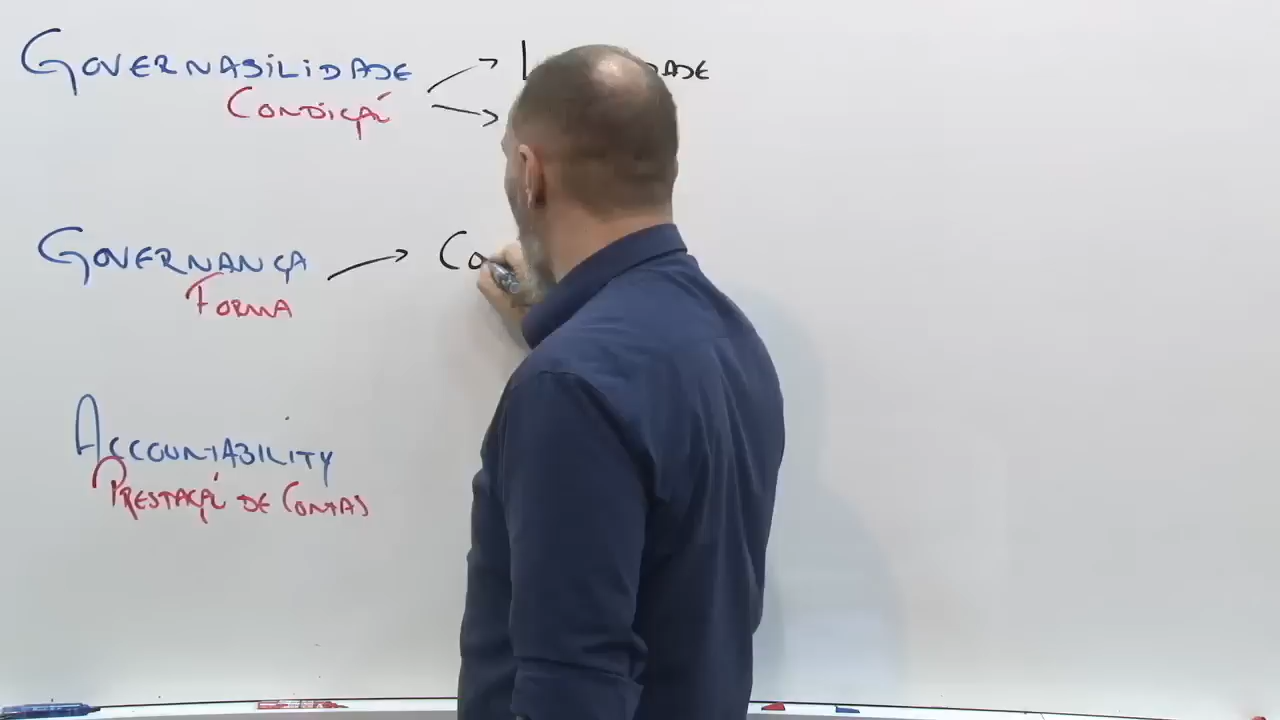 GOVERNABILIDADE
CONDIÇÃ
GOVERNANÇA
FORMA
ACCOUNTABILITY
PRESTAÇÃ DE CONTAS